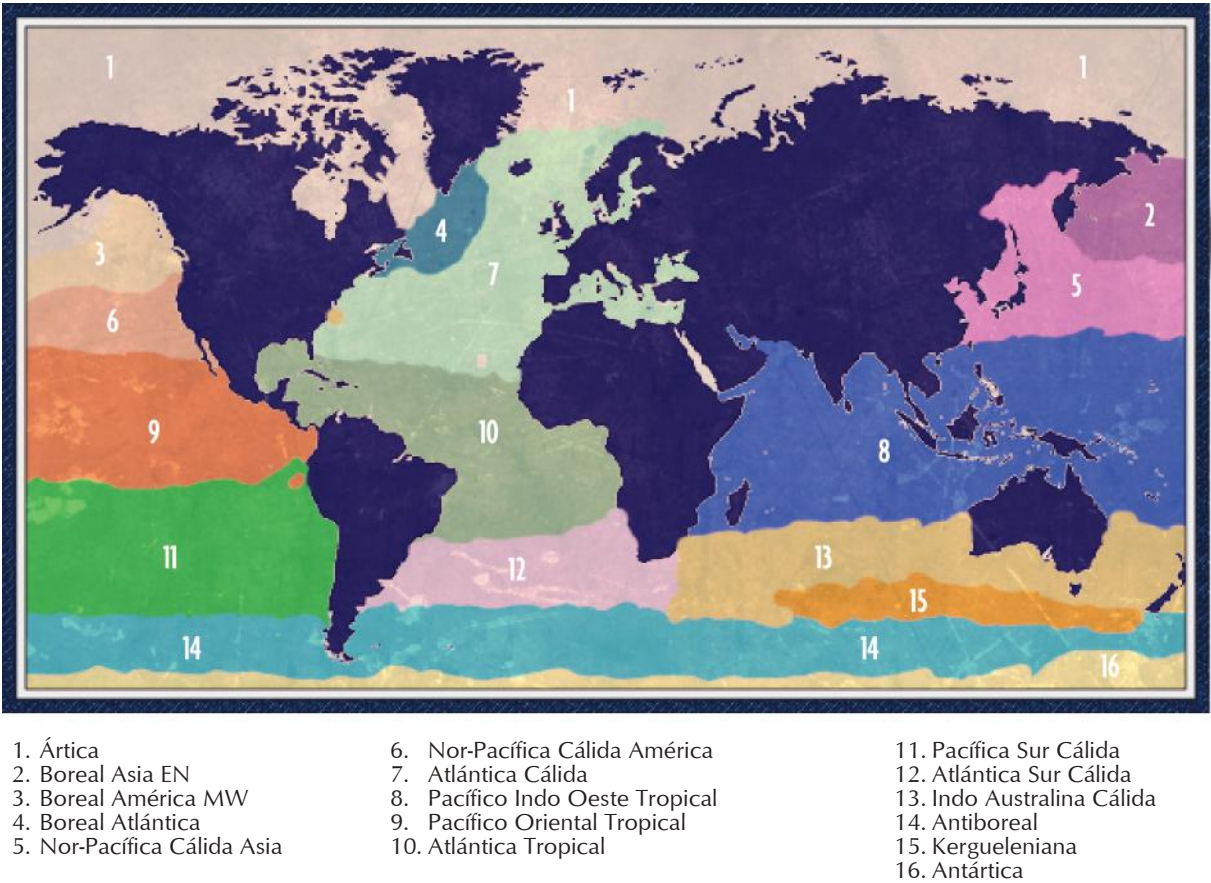 1
1
1
2
3
4
5
6
7
8
9
10
11
12
13
14
14
15
16
1. Ártica
2. Boreal Asia EN
3. Boreal América MW
4. Boreal Atlántica
5. Nor-Pacífica Cálida Asia
6. Nor-Pacífica Cálida América
7. Atlántica Cálida
8. Pacífico Indo Oeste Tropical
9. Pacífico Oriental Tropical
10. Atlántica Tropical
11. Pacífica Sur Cálida
12. Atlántica Sur Cálida
13. Indo Australina Cálida
14. Antiboreal
15. Kergueleniana
16. Antártica